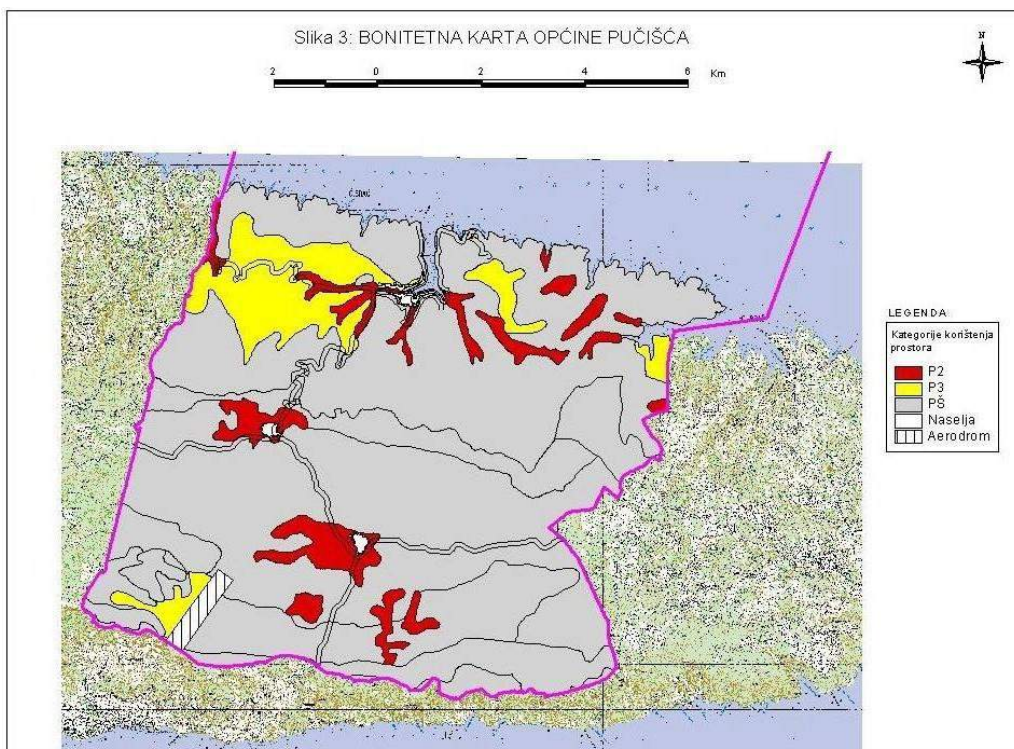 Slika 3: BONITETNA KARTA OPĆINE PUČIŠĆA
N
2 0 2 4 6 Km
LEGENDA
Kategorije korištenja
prostora
P2
P3
PŠ
Naselja
Aerodrom